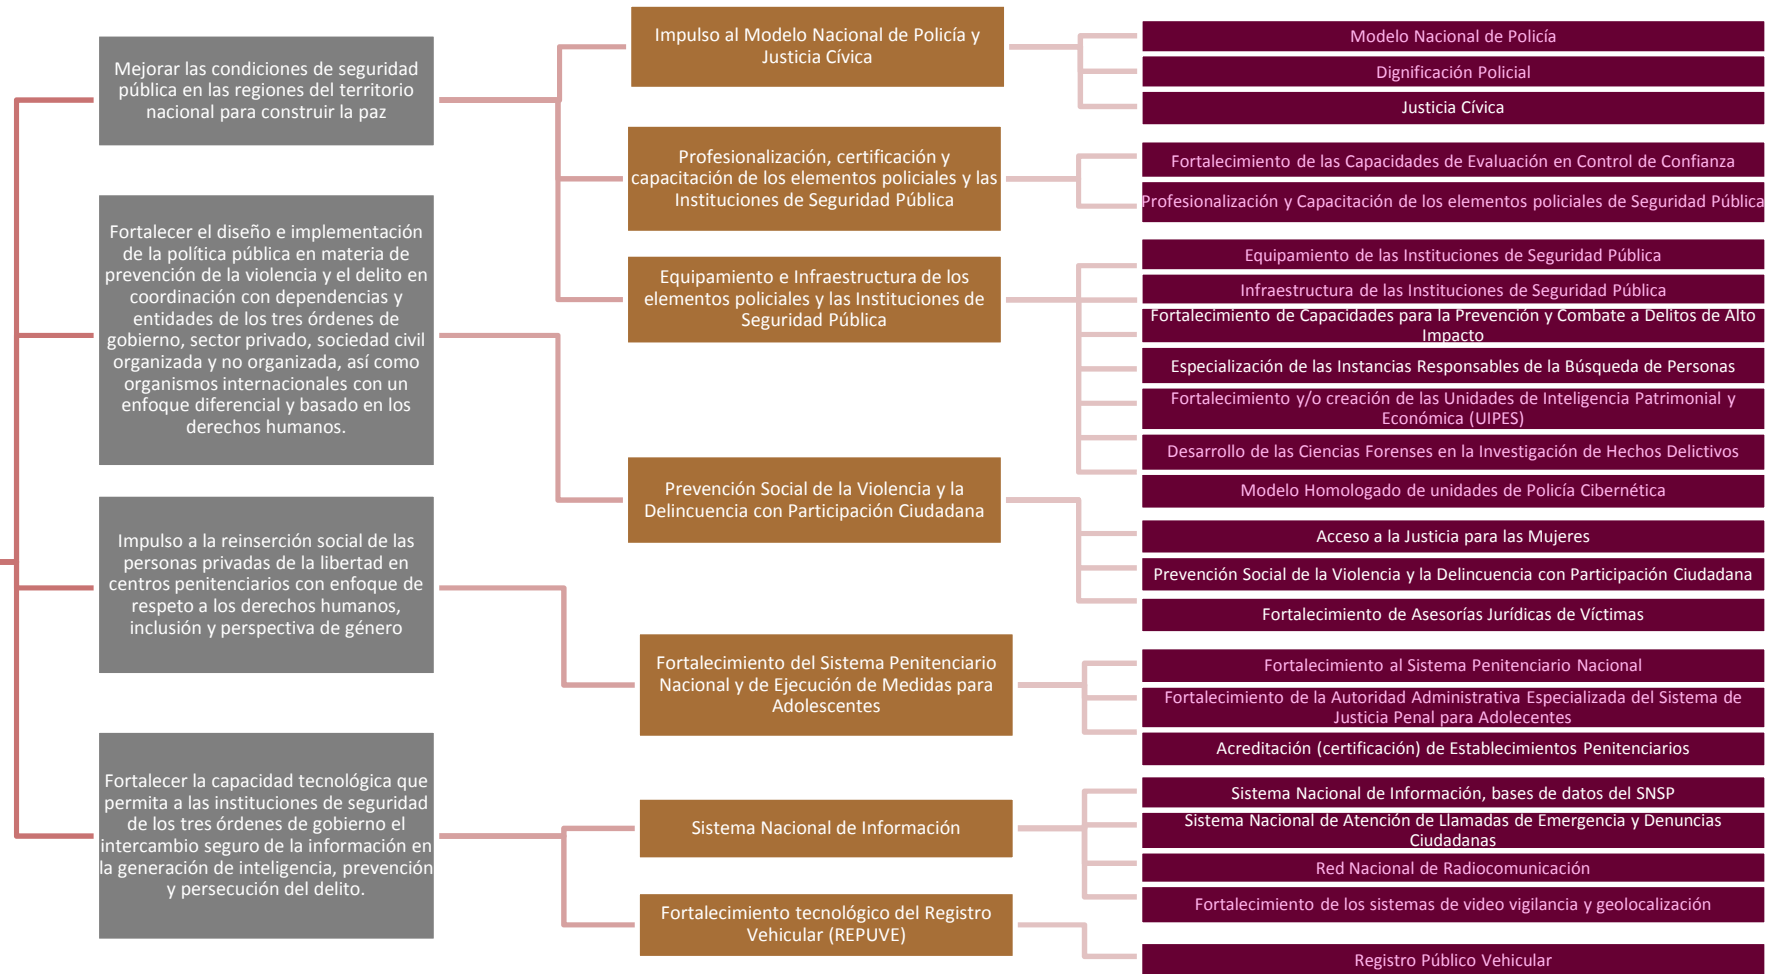 Mejorar las condiciones de seguridad
pública en las regiones del territorio
nacional para construir la paz
Fortalecer el diseño e implementación
de la política pública en materia de
prevención de la violencia y el delito en
coordinación con dependencias y
entidades de los tres órdenes de
gobierno, sector privado, sociedad civil
organizada y no organizada, así como
organismos internacionales con un
enfoque diferencial y basado en los
derechos humanos.
Impulso a la reinserción social de las
personas privadas de la libertad en
centros penitenciarios con enfoque de
respeto a los derechos humanos,
inclusión y perspectiva de género
Fortalecer la capacidad tecnológica que
permita a las instituciones de seguridad
de los tres órdenes de gobierno el
intercambio seguro de la información en
la generación de inteligencia, prevención
y persecución del delito.
Impulso al Modelo Nacional de Policía y
Justicia Cívica
Profesionalización, certificación y
capacitación de los elementos policiales y las
Instituciones de Seguridad Pública
Equipamiento e Infraestructura de los
elementos policiales y las Instituciones de
Seguridad Pública
Prevención Social de la Violencia y la
Delincuencia con Participación Ciudadana
Fortalecimiento del Sistema Penitenciario
Nacional y de Ejecución de Medidas para
Adolescentes
Sistema Nacional de Información
Fortalecimiento tecnológico del Registro
Vehicular (REPUVE)
Modelo Nacional de Policía
Dignificación Policial
Justicia Cívica
Fortalecimiento de las Capacidades de Evaluación en Control de Confianza
Profesionalización y Capacitación de los elementos policiales de Seguridad Pública
Equipamiento de las Instituciones de Seguridad Pública
Infraestructura de las Instituciones de Seguridad Pública
Fortalecimiento de Capacidades para la Prevención y Combate a Delitos de Alto
Impacto
Especialización de las Instancias Responsables de la Búsqueda de Personas
Fortalecimiento y/o creación de las Unidades de Inteligencia Patrimonial y
Económica (UIPES)
Desarrollo de las Ciencias Forenses en la Investigación de Hechos Delictivos
Modelo Homologado de unidades de Policía Cibernética
Acceso a la Justicia para las Mujeres
Prevención Social de la Violencia y la Delincuencia con Participación Ciudadana
Fortalecimiento de Asesorías Jurídicas de Víctimas
Fortalecimiento al Sistema Penitenciario Nacional
Fortalecimiento de la Autoridad Administrativa Especializada del Sistema de
Justicia Penal para Adolecentes
Acreditación (certificación) de Establecimientos Penitenciarios
Sistema Nacional de Información, bases de datos del SNSP
Sistema Nacional de Atención de Llamadas de Emergencia y Denuncias
Ciudadanas
Red Nacional de Radiocomunicación
Fortalecimiento de los sistemas de video vigilancia y geolocalización
Registro Público Vehicular